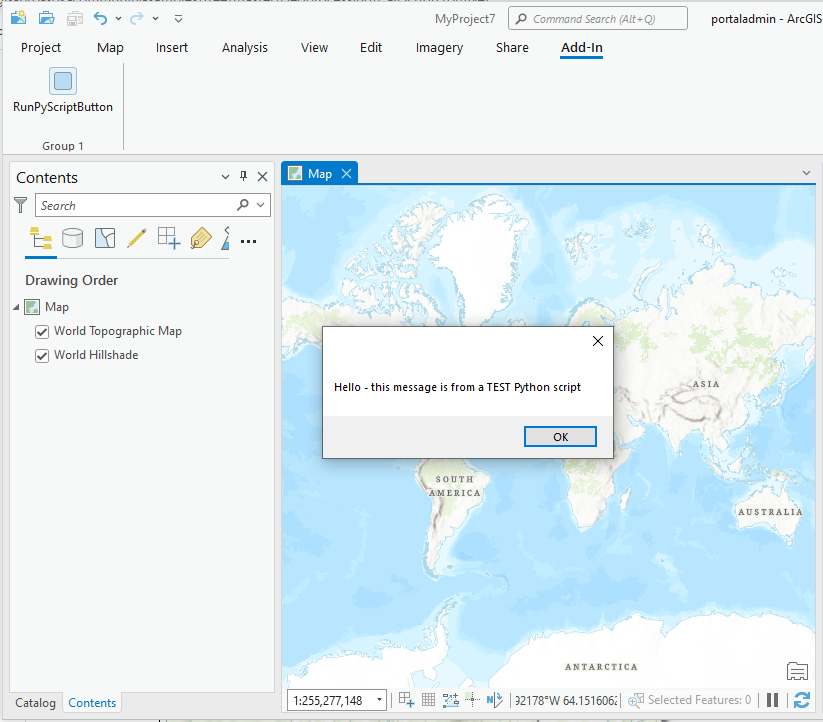 MyProject7
Command Search (Alt+Q)
portaladmin - ArcGIS
Project Map Insert Analysis View Edit Imagery Share Add-In
RunPyScriptButton
Group 1
Contents
Map
Search
Drawing Order
Map
World Topographic Map
World Hillshade
ASIA
Hello - this message is from a TEST Python script
OK
SOUTH
AMERICA
AUSTRALIA
ANTARCTICA
1:255,277,148
92178°W 64.1516062
Selected Features: 0
Catalog Contents